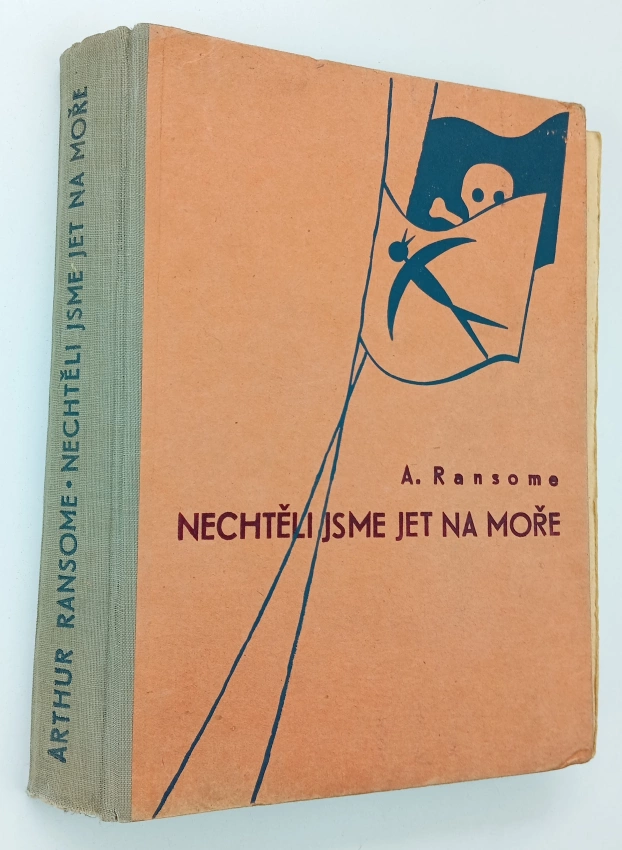 ARTHUR RANSOME • NECHTĚLI JSME JET NA MOŘE
A. Ransome
NECHTĚLI JSME JET NA MOŘE